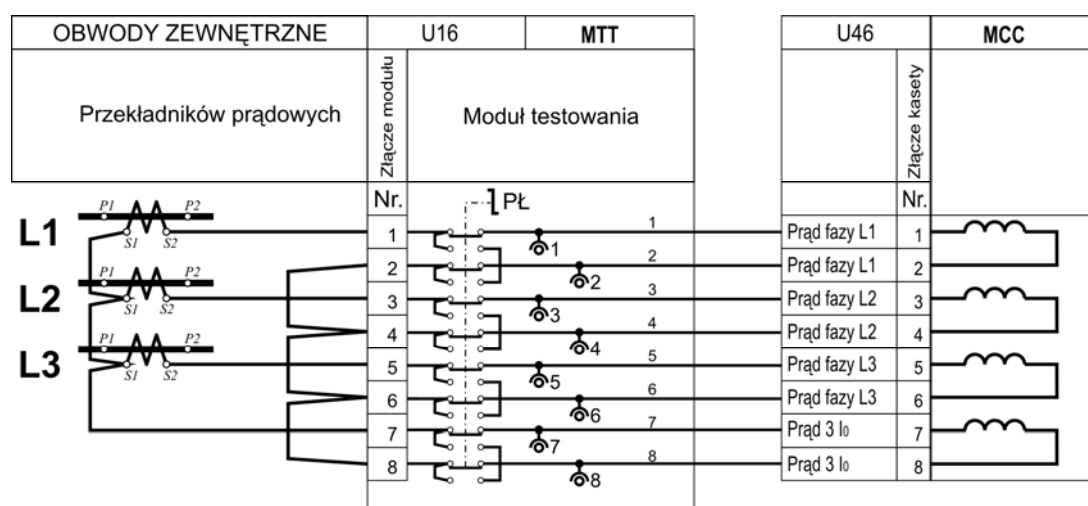 OBWODY ZEWNĘTRZNE U16 MTT U46 MCC
Przekładników prądowych
Złącze modułu
Moduł testowania
Złącze kasety
Nr. PŁ Nr.
P1 P2
L1 S1 S2 1 1 1 Prąd fazy L1 1
2 2 2 Prąd fazy L1 2
P1 P2
L2 S1 S2 3 3 3 Prąd fazy L2 3
4 4 4 Prąd fazy L2 4
P1 P2
L3 S1 S2 5 5 5 Prąd fazy L3 5
6 6 6 Prąd fazy L3 6
7 7 7 Prąd 3 I₀ 7
8 8 8 Prąd 3 I₀ 8